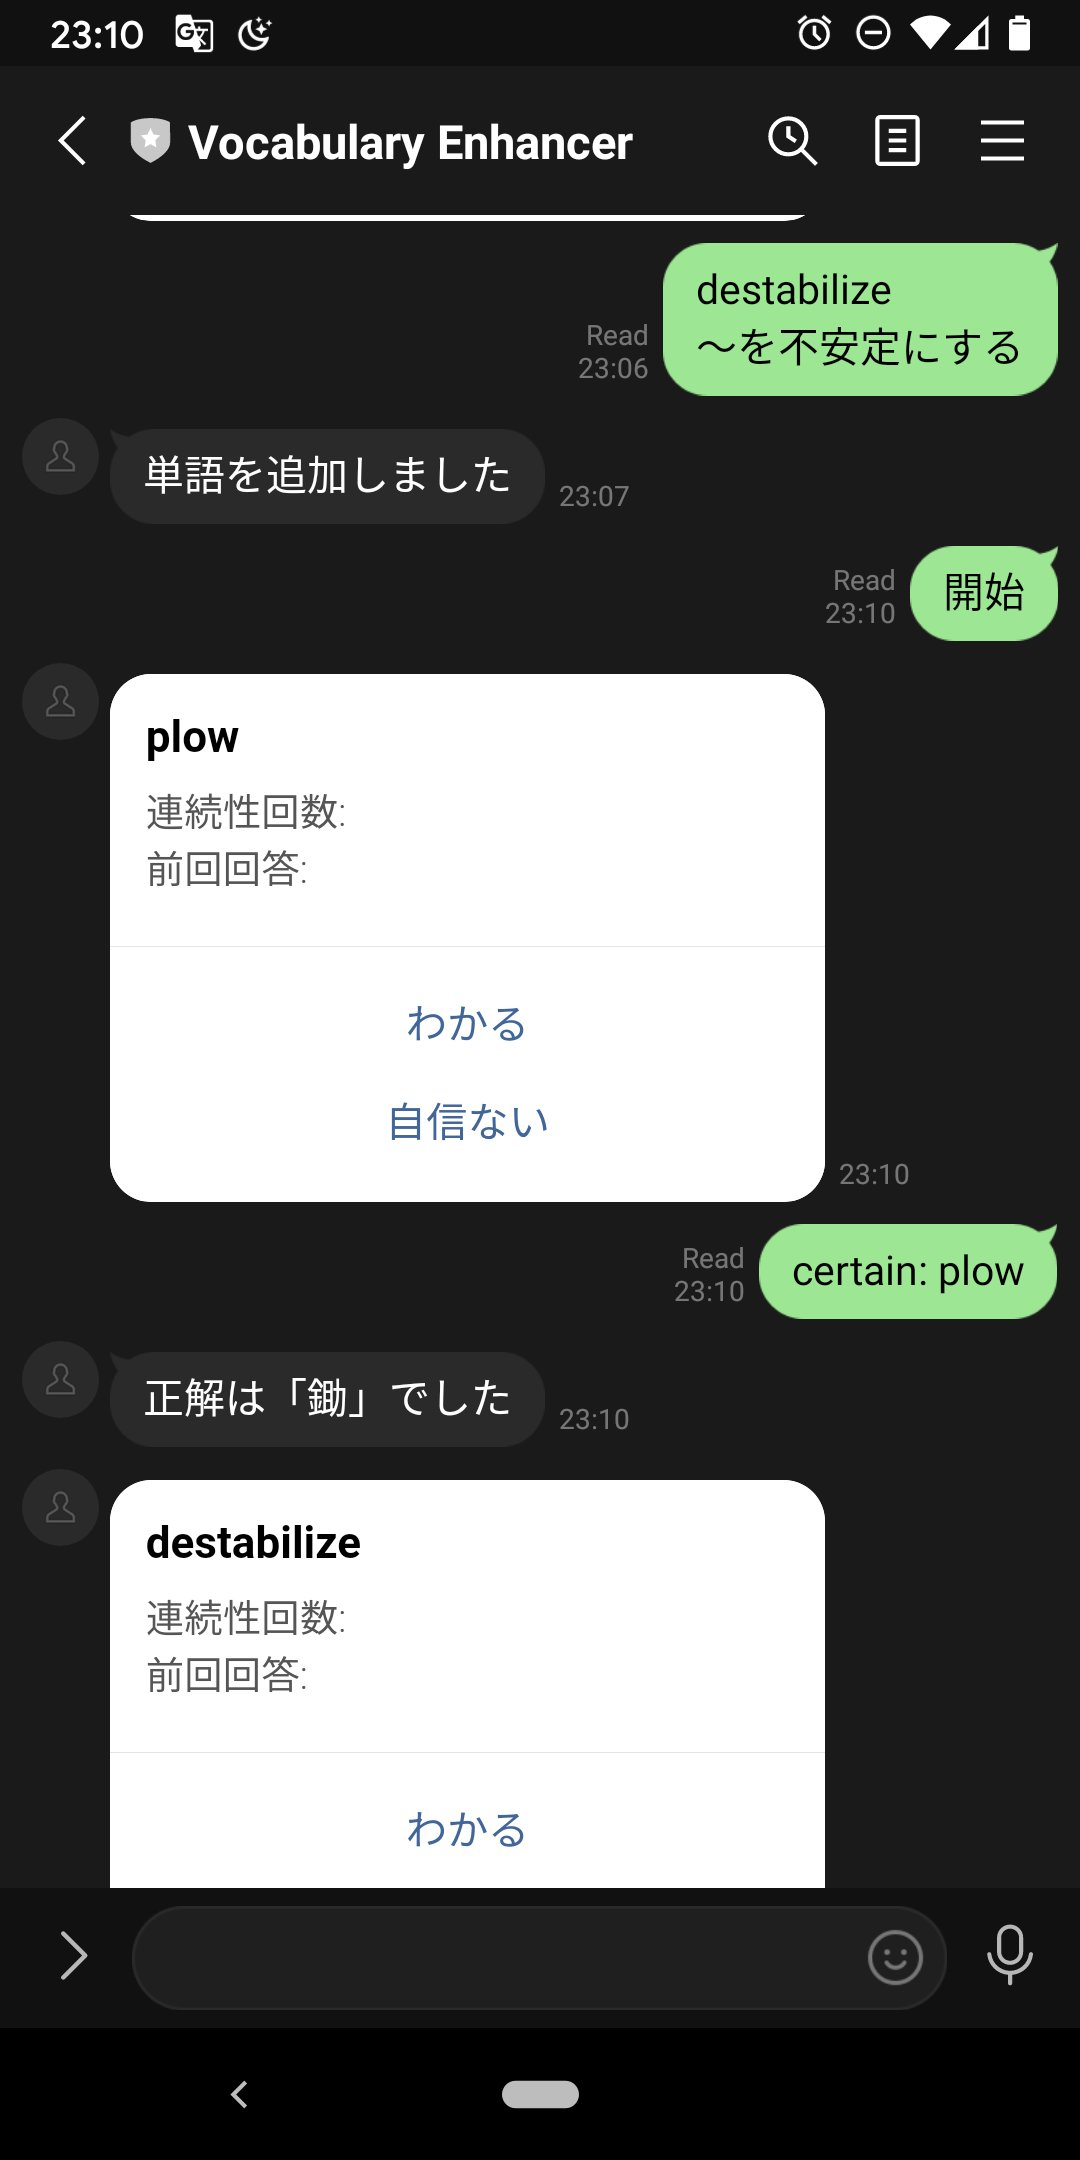 23:10
Vocabulary Enhancer
destabilize
～を不安定にする
Read
23:06
単語を追加しました
23:07
開始
Read
23:10
plow
連続性回数:
前回回答:
わかる
自信ない
23:10
certain: plow
Read
23:10
正解は「鋤」でした
23:10
destabilize
連続性回数:
前回回答:
わかる